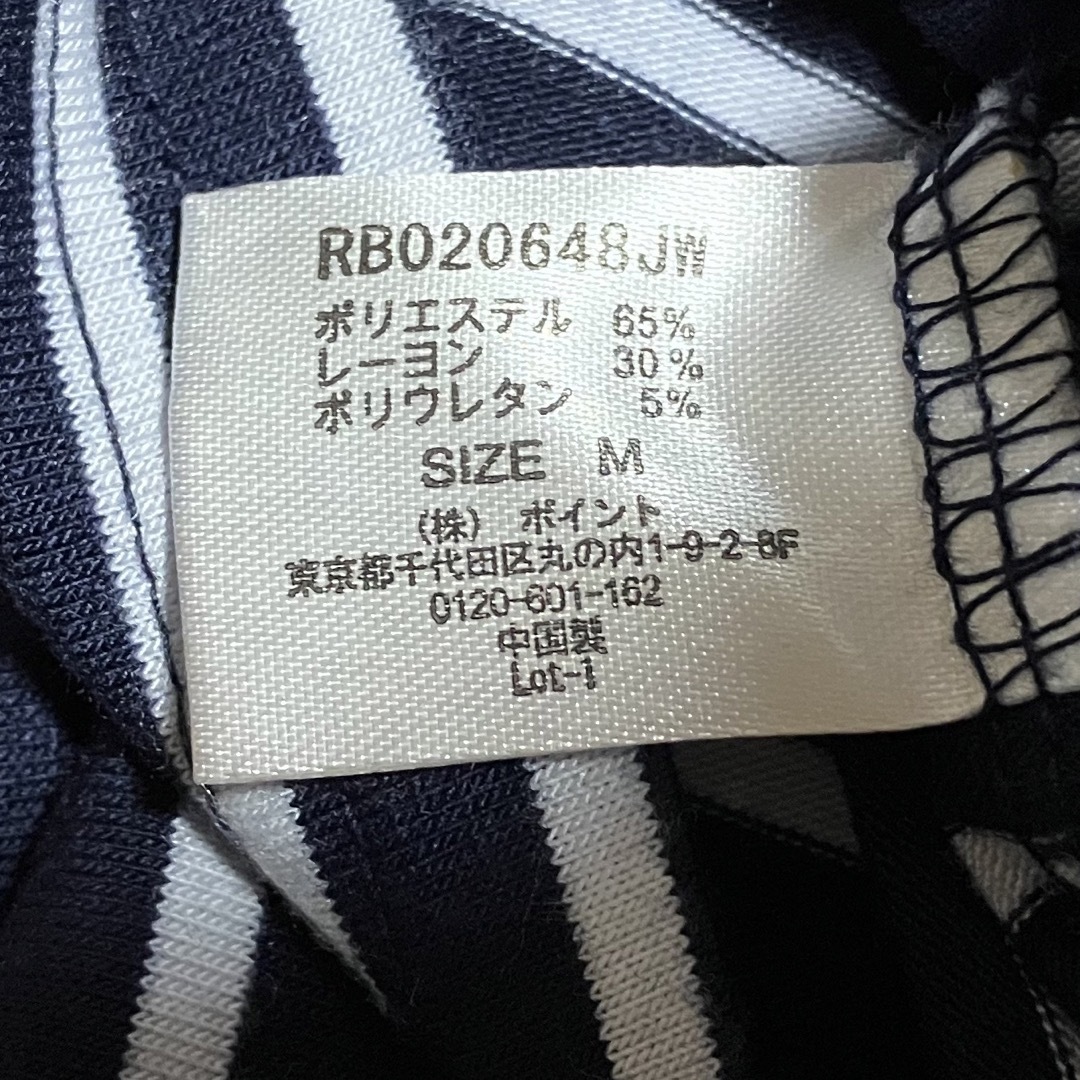 RB020648JW
ポリエステル 65%
レーヨン 30%
ポリウレタン 5%
SIZE M
(株) ポイント
東京都千代田区丸の内1-9-2-8F
0120-601-162
中国製
Lot-1